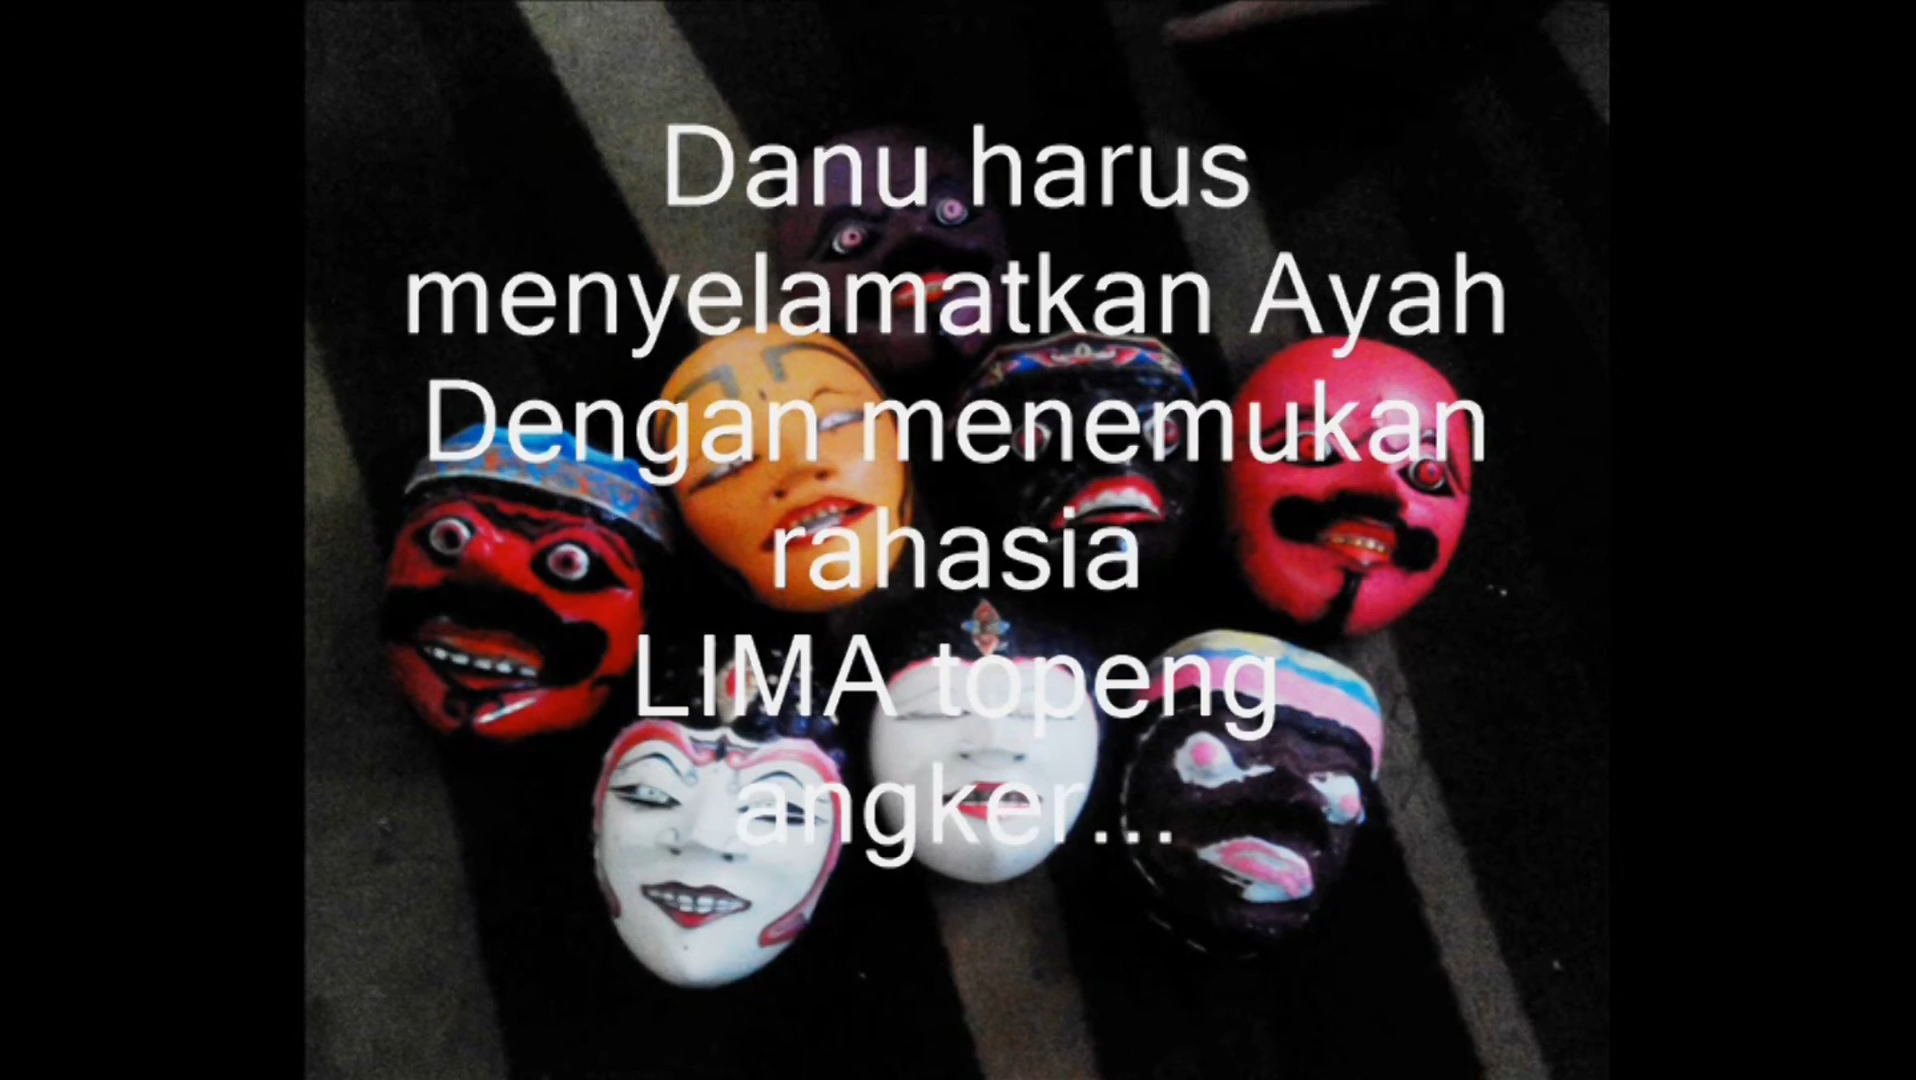 Danu harus
menyelamatkan Ayah
Dengan menemukan
rahasia
LIMA topeng
angker...